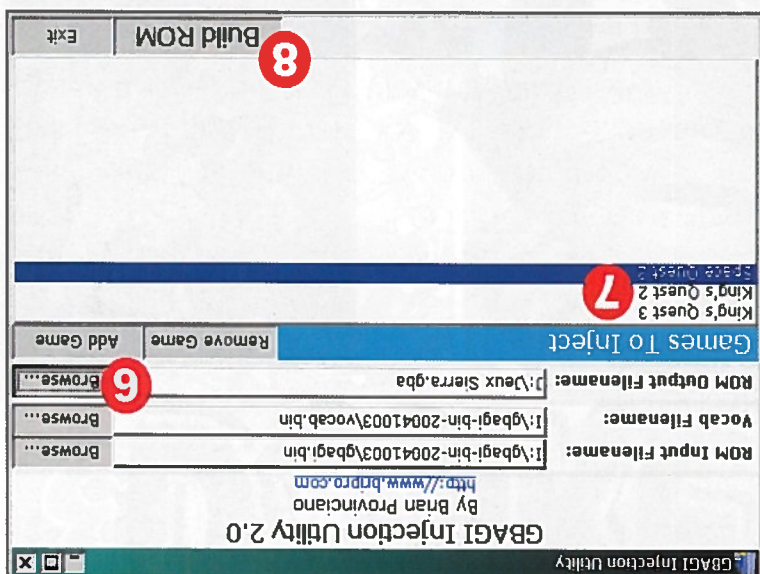 GBAGI Injection Utility
GBAGI Injection Utility 2.0
By Brian Provinciano
http://www.bripro.com
ROM Input Filename: I:\gbagi-bin-20041003\gbagi.bin Browse...
Vocab Filename: I:\gbagi-bin-20041003\vocab.bin Browse...
ROM Output Filename: J:\Jeux Sierra.gba Browse... 6
Games To Inject Remove Game Add Game
King's Quest 3
King's Quest 2 7
Space Quest 2
8 Build ROM Exit